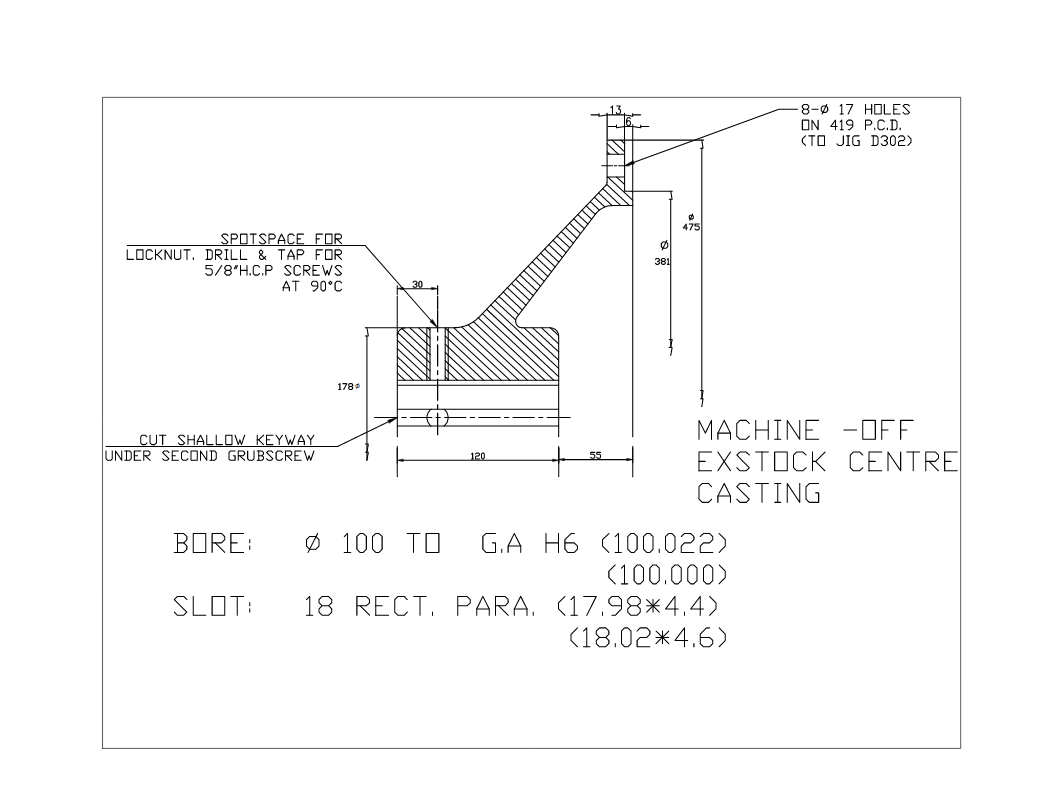 13
6
8-Ø 17 HOLES
ON 419 P.C.D.
(TO JIG D302)
Ø
475
Ø
381
SPOTSPACE FOR
LOCKNUT. DRILL & TAP FOR
5/8"H.C.P SCREWS
AT 90°C
30
178Ø
CUT SHALLOW KEYWAY
UNDER SECOND GRUBSCREW
120
55
MACHINE -OFF
EXSTOCK CENTRE
CASTING
BORE: Ø 100 TO G.A H6 (100.022)
(100.000)
SLOT: 18 RECT. PARA. (17.98*4.4)
(18.02*4.6)